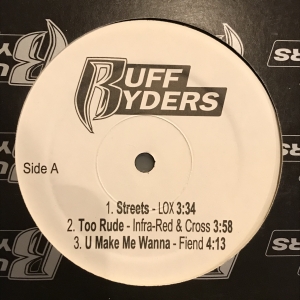 RUFF
RYDERS
Side A
1. Streets - LOX 3:34
2. Too Rude - Infra-Red & Cross 3:58
3. U Make Me Wanna - Fiend 4:13